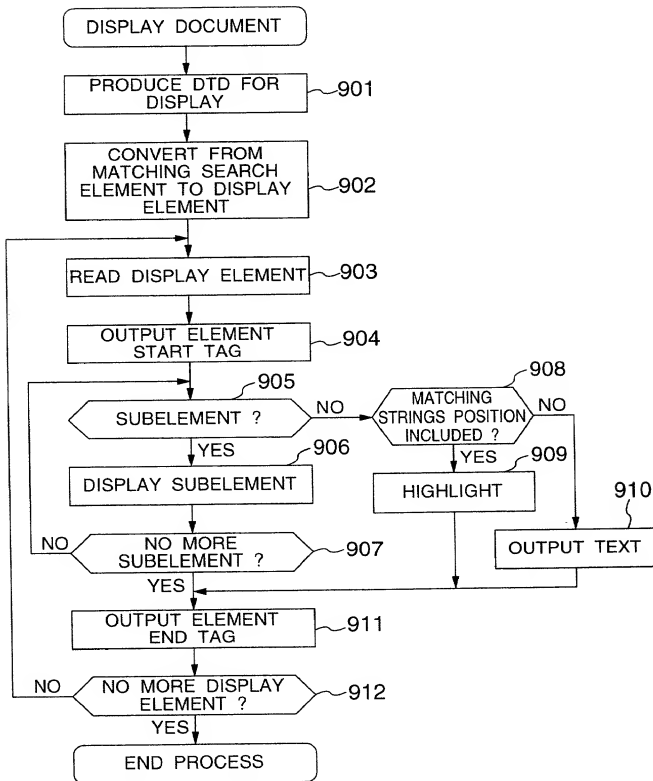 DISPLAY DOCUMENT
PRODUCE DTD FOR
DISPLAY
901
CONVERT FROM
MATCHING SEARCH
ELEMENT TO DISPLAY
ELEMENT
902
READ DISPLAY ELEMENT
903
OUTPUT ELEMENT
START TAG
904
905
SUBELEMENT ?
NO
YES
908
MATCHING
STRINGS POSITION
INCLUDED ?
NO
YES
906
DISPLAY SUBELEMENT
909
HIGHLIGHT
910
OUTPUT TEXT
NO
NO MORE
SUBELEMENT ?
907
YES
OUTPUT ELEMENT
END TAG
911
NO
NO MORE DISPLAY
ELEMENT ?
912
YES
END PROCESS